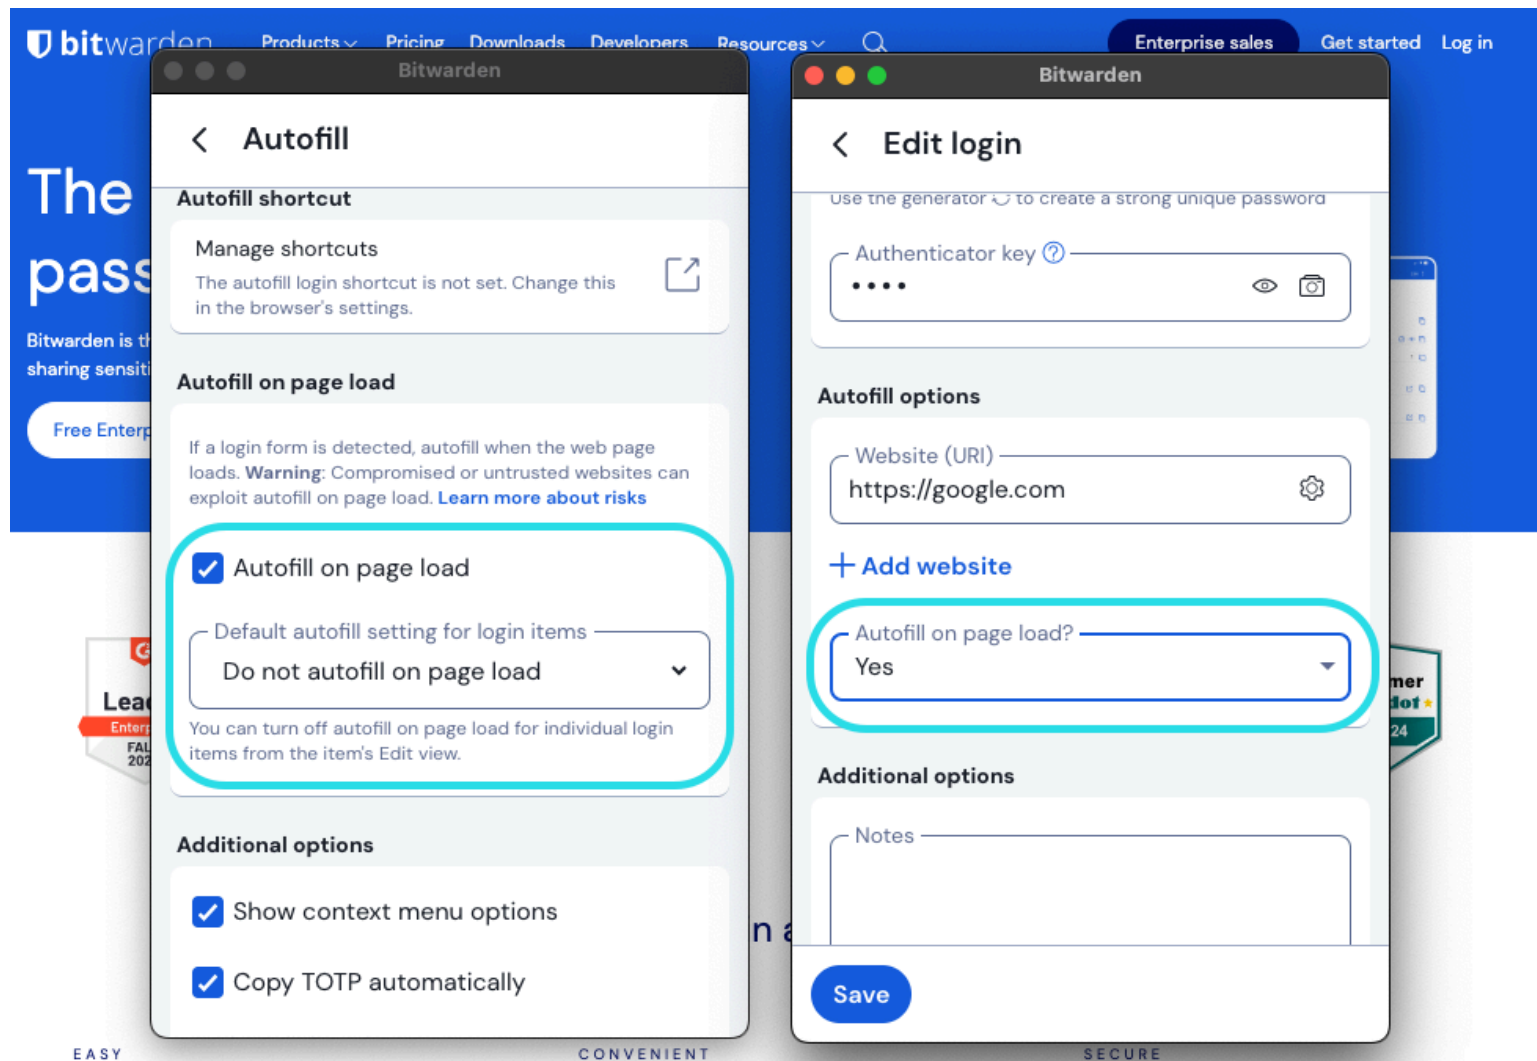 bitwarden Products Pricing Downloads Developers Resources Enterprise sales Get started Log in
The
pass
Bitwarden is th
sharing sensiti
Free Enterp
Bitwarden
Autofill
Autofill shortcut
Manage shortcuts
The autofill login shortcut is not set. Change this
in the browser's settings.
Autofill on page load
If a login form is detected, autofill when the web page
loads. Warning: Compromised or untrusted websites can
exploit autofill on page load. Learn more about risks
Autofill on page load
Default autofill setting for login items
Do not autofill on page load
You can turn off autofill on page load for individual login
items from the item's Edit view.
Additional options
Show context menu options
Copy TOTP automatically
Bitwarden
Edit login
Use the generator to create a strong unique password
Authenticator key
••••
Autofill options
Website (URI)
https://google.com
+ Add website
Autofill on page load?
Yes
Additional options
Notes
Save
G
Lead
Enterp
FAL
202
mer
dot
24
n a
EASY
CONVENIENT
SECURE